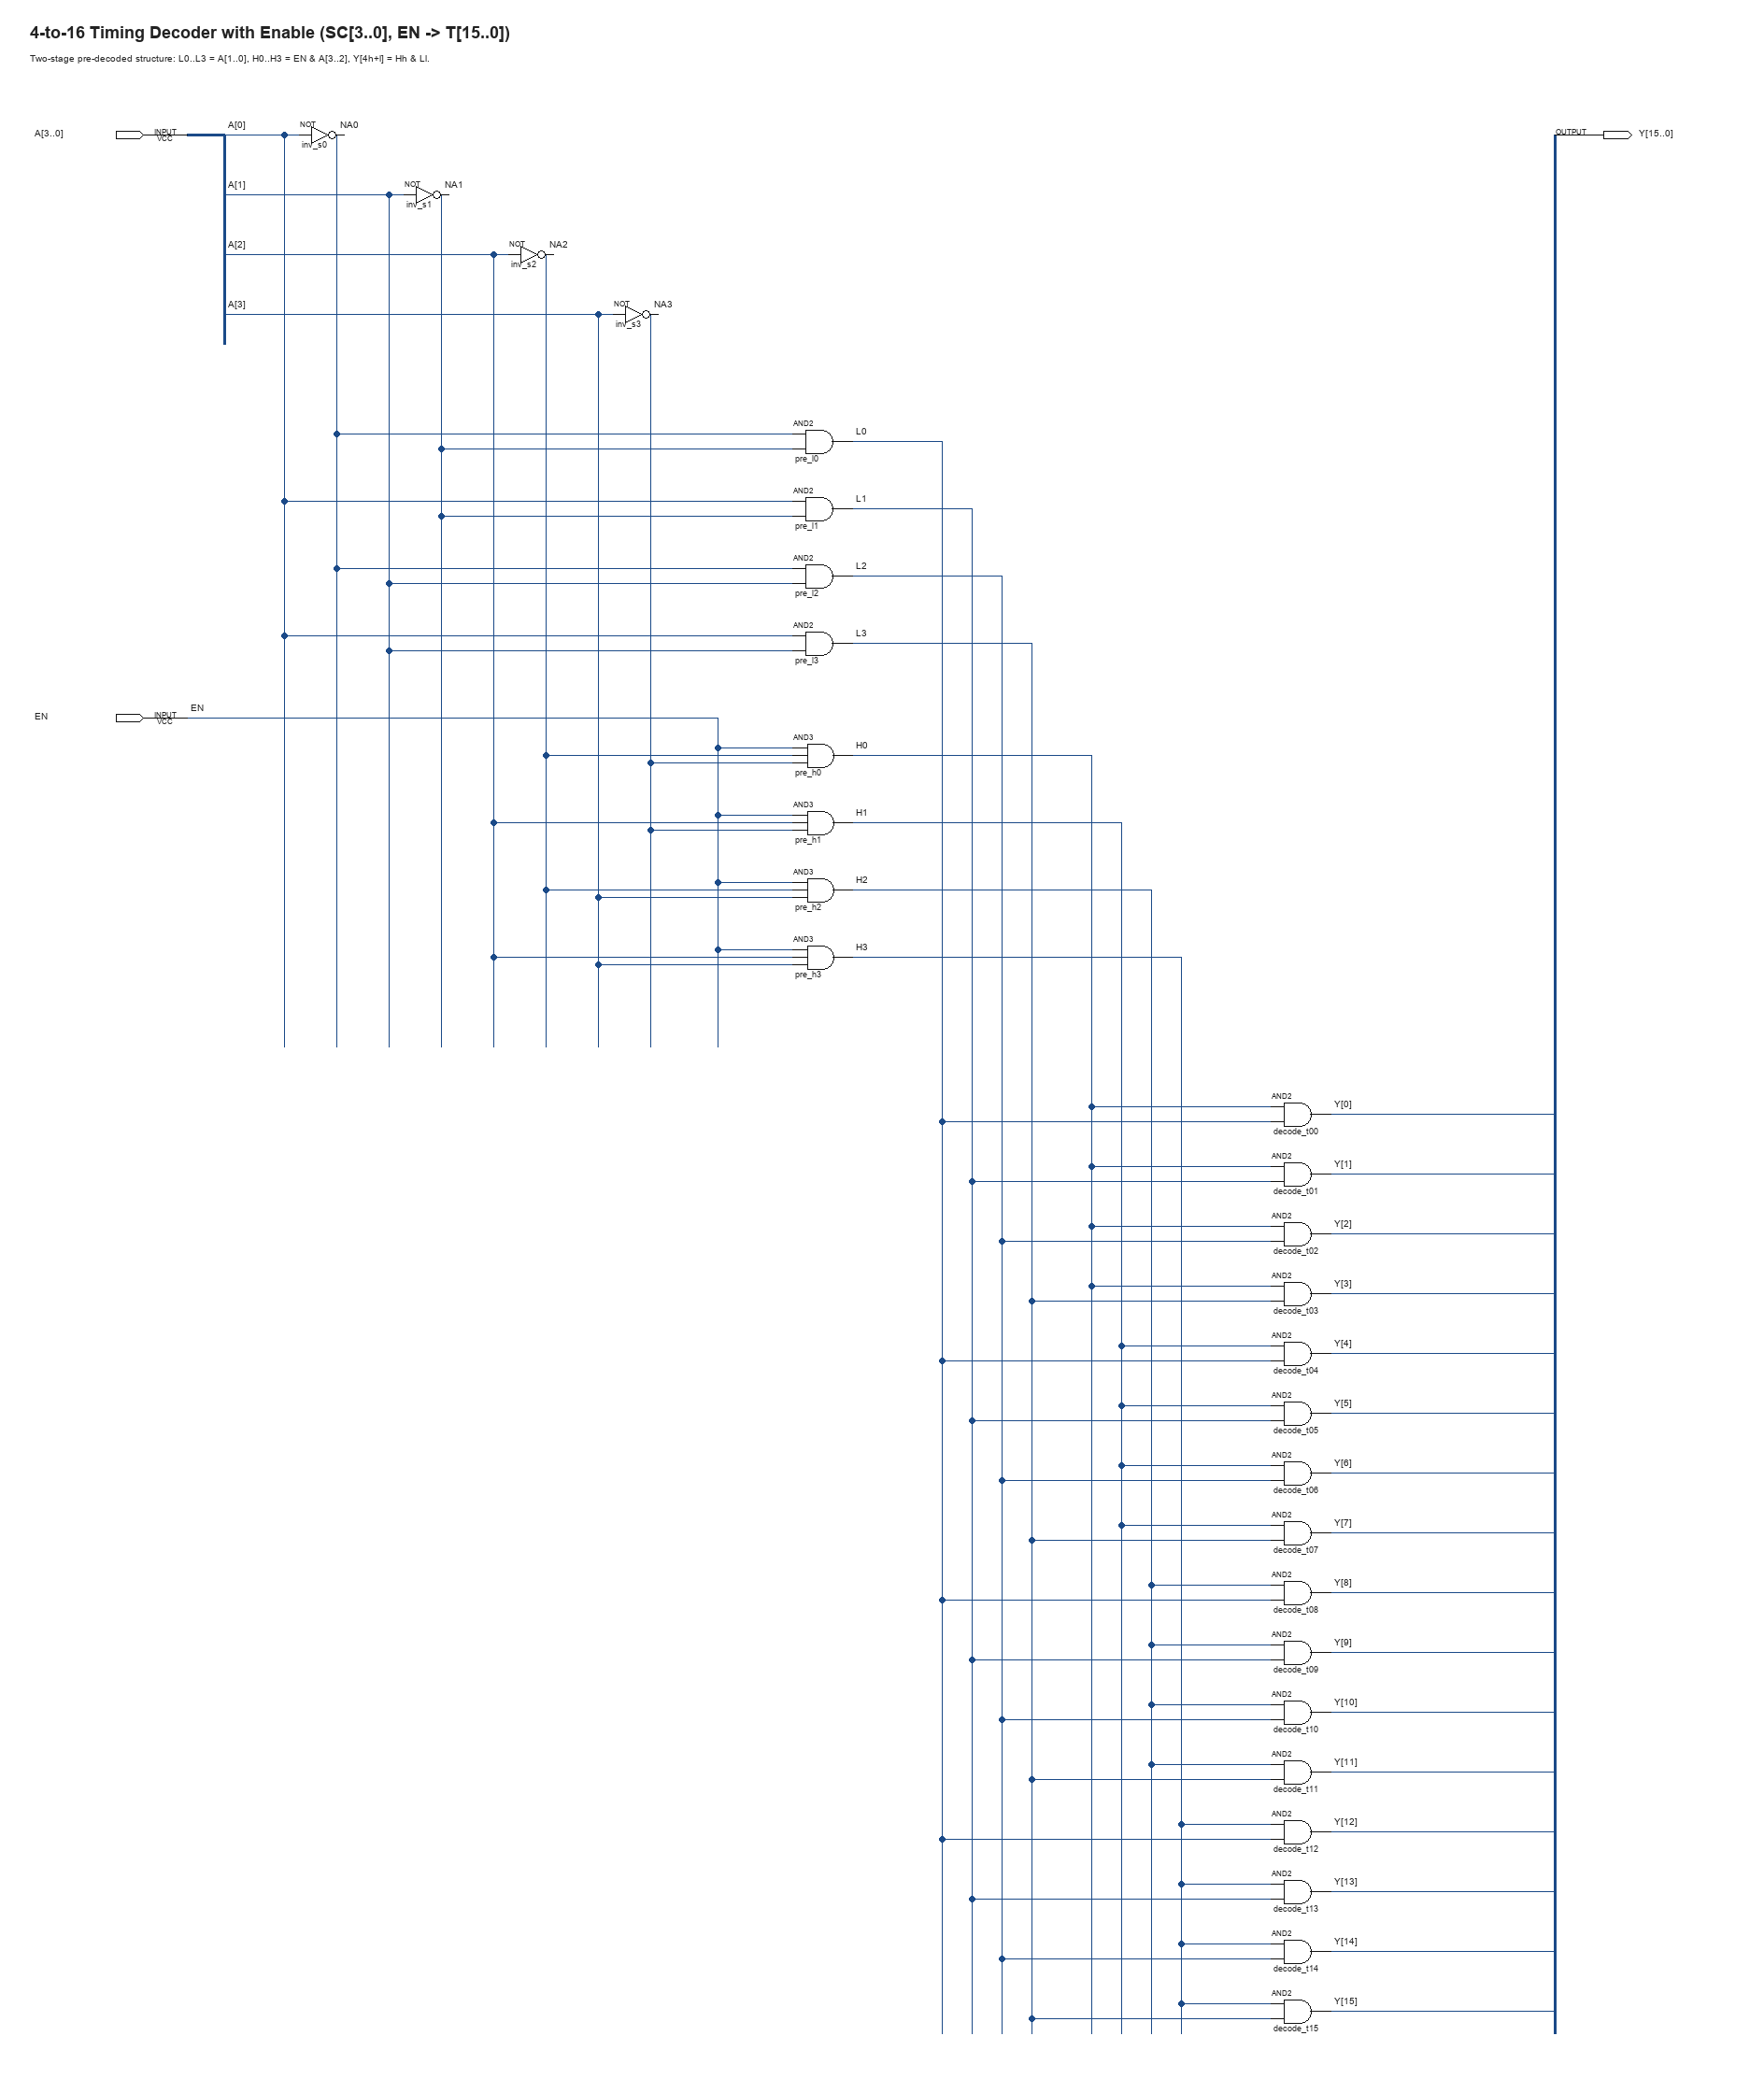 4-to-16 Timing Decoder with Enable (SC[3..0], EN -> T[15..0])
Two-stage pre-decoded structure: L0..L3 = A[1..0], H0..H3 = EN & A[3..2], Y[4h+l] = Hh & Ll.
A[3..0]
INPUT
VCC
A[0]
NOT
NA0
inv_s0
OUTPUT
Y[15..0]
A[1]
NOT
NA1
inv_s1
A[2]
NOT
NA2
inv_s2
A[3]
NOT
NA3
inv_s3
AND2
L0
pre_l0
AND2
L1
pre_l1
AND2
L2
pre_l2
AND2
L3
pre_l3
EN
INPUT
VCC
EN
AND3
H0
pre_h0
AND3
H1
pre_h1
AND3
H2
pre_h2
AND3
H3
pre_h3
AND2
Y[0]
decode_t00
AND2
Y[1]
decode_t01
AND2
Y[2]
decode_t02
AND2
Y[3]
decode_t03
AND2
Y[4]
decode_t04
AND2
Y[5]
decode_t05
AND2
Y[6]
decode_t06
AND2
Y[7]
decode_t07
AND2
Y[8]
decode_t08
AND2
Y[9]
decode_t09
AND2
Y[10]
decode_t10
AND2
Y[11]
decode_t11
AND2
Y[12]
decode_t12
AND2
Y[13]
decode_t13
AND2
Y[14]
decode_t14
AND2
Y[15]
decode_t15